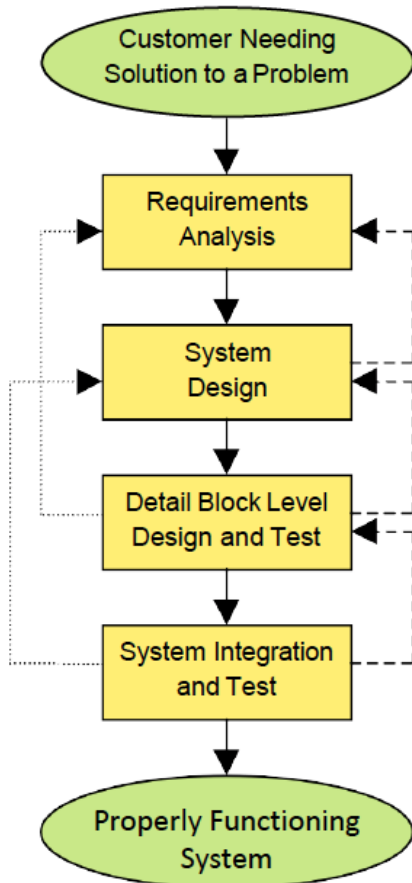 Customer Needing
Solution to a Problem
Requirements
Analysis
System
Design
Detail Block Level
Design and Test
System Integration
and Test
Properly Functioning
System